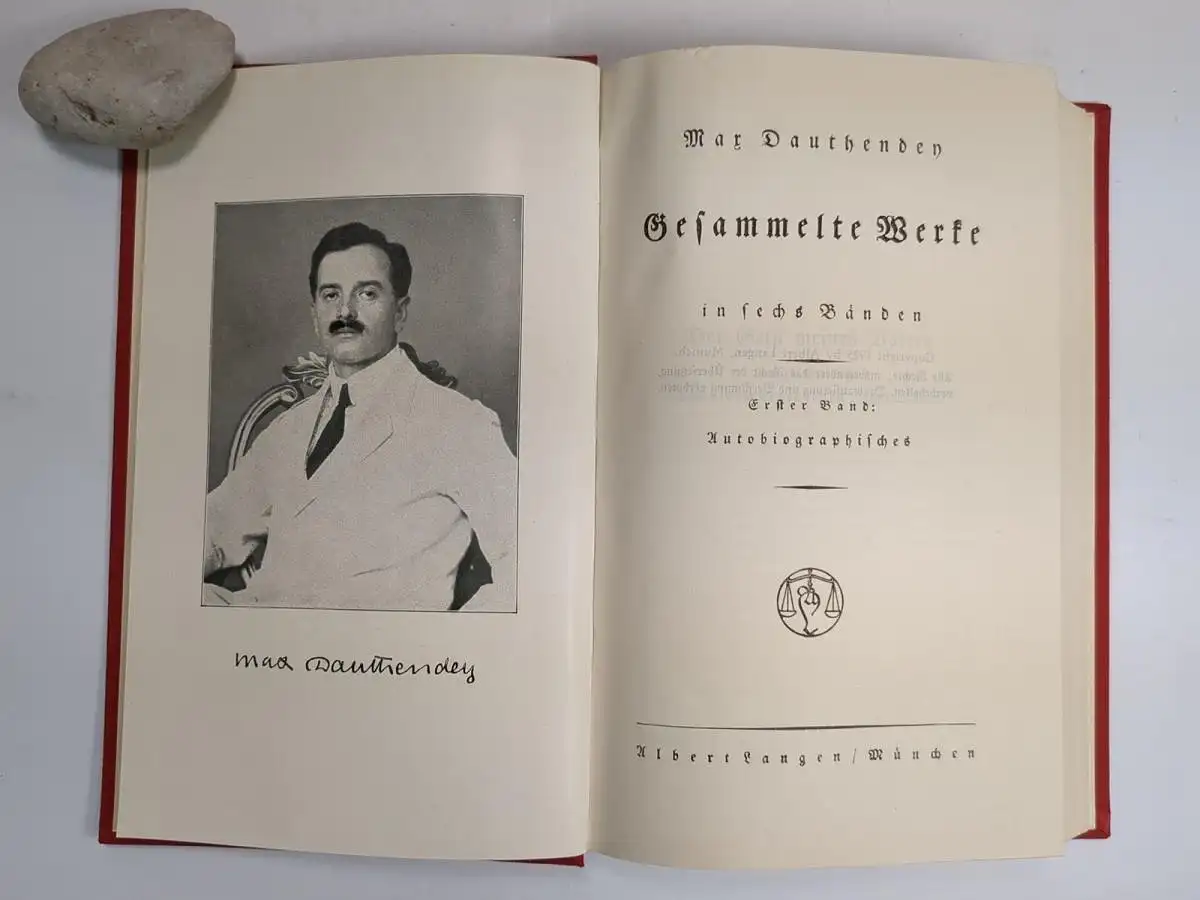 Max Dauthendey
Max Dauthendey
Geſammelte Werke
in ſechs Bänden
Erſter Band:
Autobiographiſches
Albert Langen / München